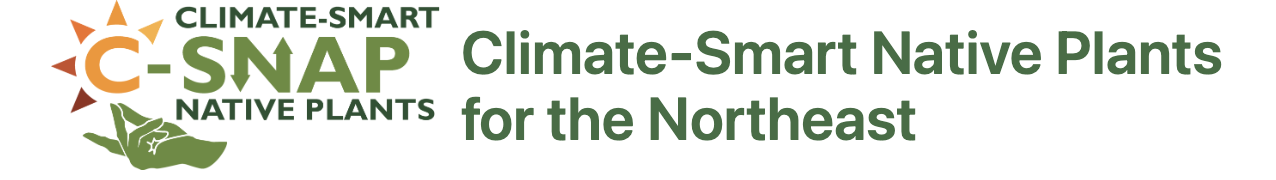 CLIMATE-SMART
C-SNAP
NATIVE PLANTS
Climate-Smart Native Plants
for the Northeast